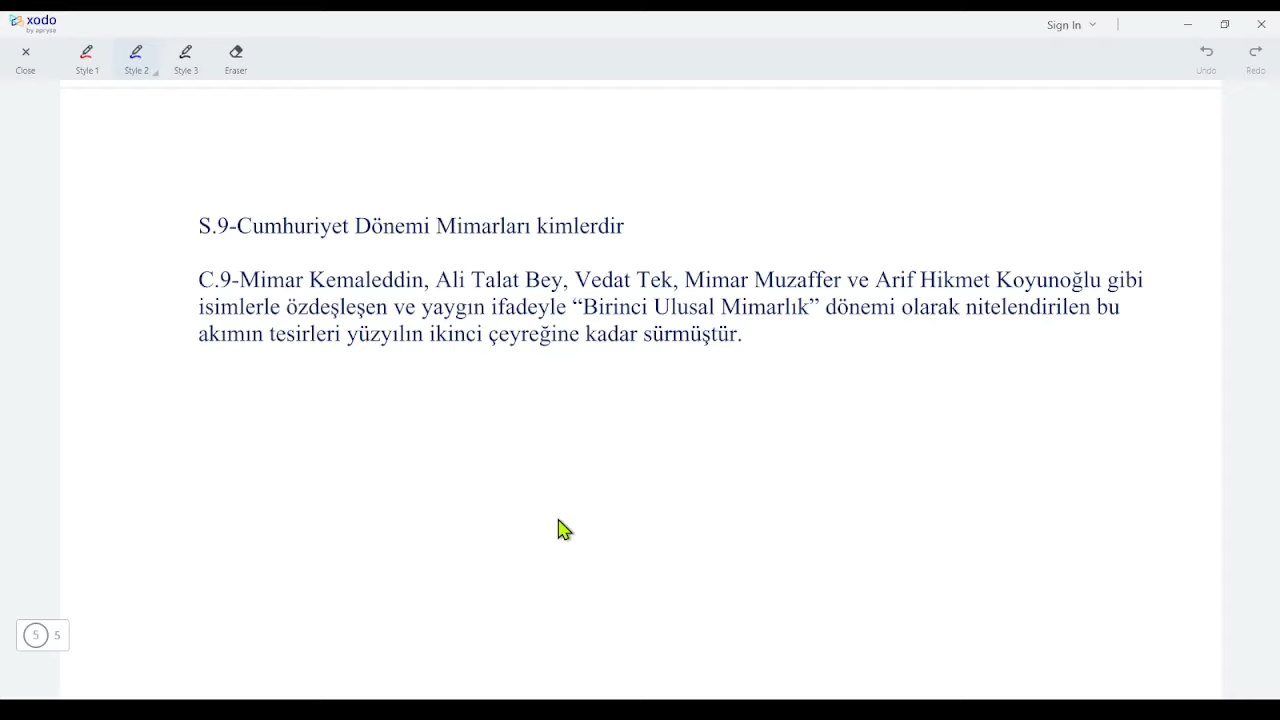 xodo
by apryse
Sign In
Close
Style 1
Style 2
Style 3
Eraser
Undo
Redo
S.9-Cumhuriyet Dönemi Mimarları kimlerdir
C.9-Mimar Kemaleddin, Ali Talat Bey, Vedat Tek, Mimar Muzaffer ve Arif Hikmet Koyunoğlu gibi
isimlerle özdeşleşen ve yaygın ifadeyle “Birinci Ulusal Mimarlık” dönemi olarak nitelendirilen bu
akımın tesirleri yüzyılın ikinci çeyreğine kadar sürmüştür.
5 5